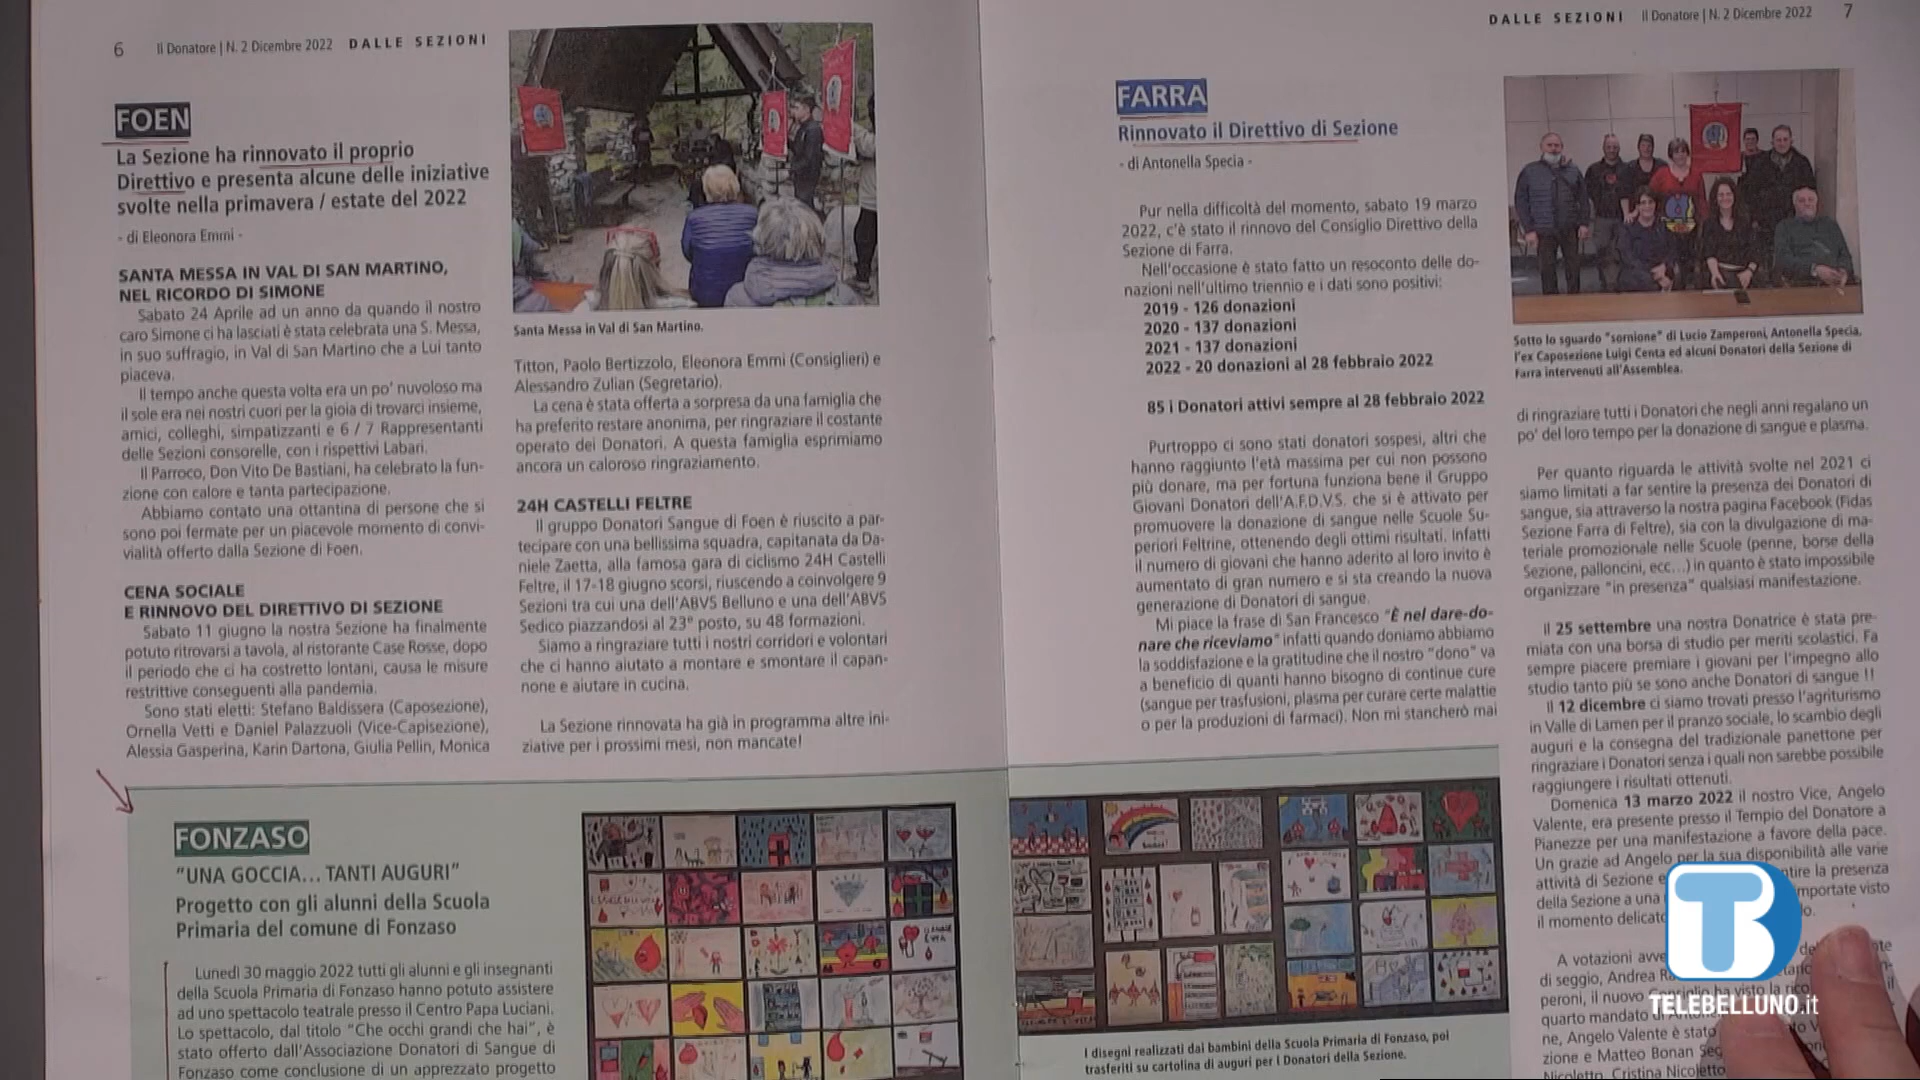 6 Il Donatore | N. 2 Dicembre 2022 DALLE SEZIONI
FOEN
La Sezione ha rinnovato il proprio
Direttivo e presenta alcune delle iniziative
svolte nella primavera / estate del 2022
- di Eleonora Emmi -
SANTA MESSA IN VAL DI SAN MARTINO,
NEL RICORDO DI SIMONE
Sabato 24 Aprile ad un anno da quando il nostro
caro Simone ci ha lasciati è stata celebrata una S. Messa,
in suo suffragio, in Val di San Martino che a Lui tanto
piaceva.
Il tempo anche questa volta era un po' nuvoloso ma
il sole era nei nostri cuori per la gioia di trovarci insieme,
amici, colleghi, simpatizzanti e 6 / 7 Rappresentanti
delle Sezioni consorelle, con i rispettivi Labari.
Il Parroco, Don Vito De Bastiani, ha celebrato la fun-
zione con calore e tanta partecipazione.
Abbiamo contato una ottantina di persone che si
sono poi fermate per un piacevole momento di convi-
vialità offerto dalla Sezione di Foen.
CENA SOCIALE
E RINNOVO DEL DIRETTIVO DI SEZIONE
Sabato 11 giugno la nostra Sezione ha finalmente
potuto ritrovarsi a tavola, al ristorante Case Rosse, dopo
il periodo che ci ha costretto lontani, causa le misure
restrittive conseguenti alla pandemia.
Sono stati eletti: Stefano Baldissera (Caposezione),
Ornella Vetti e Daniel Palazzuoli (Vice-Capisezione),
Alessia Gasperina, Karin Dartona, Giulia Pellin, Monica
Santa Messa in Val di San Martino.
Titton, Paolo Bertizzolo, Eleonora Emmi (Consiglieri) e
Alessandro Zulian (Segretario).
La cena è stata offerta a sorpresa da una famiglia che
ha preferito restare anonima, per ringraziare il costante
operato dei Donatori. A questa famiglia esprimiamo
ancora un caloroso ringraziamento.
24H CASTELLI FELTRE
Il gruppo Donatori Sangue di Foen è riuscito a par-
tecipare con una bellissima squadra, capitanata da Da-
niele Zaetta, alla famosa gara di ciclismo 24H Castelli
Feltre, il 17-18 giugno scorsi, riuscendo a coinvolgere 9
Sezioni tra cui una dell'ABVS Belluno e una dell'ABVS
Sedico piazzandosi al 23° posto, su 48 formazioni.
Siamo a ringraziare tutti i nostri corridori e volontari
che ci hanno aiutato a montare e smontare il capan-
none e aiutare in cucina.
La Sezione rinnovata ha già in programma altre ini-
ziative per i prossimi mesi, non mancate!
FONZASO
"UNA GOCCIA... TANTI AUGURI"
Progetto con gli alunni della Scuola
Primaria del comune di Fonzaso
Lunedì 30 maggio 2022 tutti gli alunni e gli insegnanti
della Scuola Primaria di Fonzaso hanno potuto assistere
ad uno spettacolo teatrale presso il Centro Papa Luciani.
Lo spettacolo, dal titolo "Che occhi grandi che hai", è
stato offerto dall'Associazione Donatori di Sangue di
Fonzaso come conclusione di un apprezzato progetto
DALLE SEZIONI Il Donatore | N. 2 Dicembre 2022 7
FARRA
Rinnovato il Direttivo di Sezione
- di Antonella Specia -
Pur nella difficoltà del momento, sabato 19 marzo
2022, c'è stato il rinnovo del Consiglio Direttivo della
Sezione di Farra.
Nell'occasione è stato fatto un resoconto delle do-
nazioni nell'ultimo triennio e i dati sono positivi:
2019 - 126 donazioni
2020 - 137 donazioni
2021 - 137 donazioni
2022 - 20 donazioni al 28 febbraio 2022
85 i Donatori attivi sempre al 28 febbraio 2022
Purtroppo ci sono stati donatori sospesi, altri che
hanno raggiunto l'età massima per cui non possono
più donare, ma per fortuna funziona bene il Gruppo
Giovani Donatori dell'A.F.D.V.S. che si è attivato per
promuovere la donazione di sangue nelle Scuole Su-
periori Feltrine, ottenendo degli ottimi risultati. Infatti
il numero di giovani che hanno aderito al loro invito è
aumentato di gran numero e si sta creando la nuova
generazione di Donatori di sangue.
Mi piace la frase di San Francesco "È nel dare-do-
nare che riceviamo" infatti quando doniamo abbiamo
la soddisfazione e la gratitudine che il nostro "dono" va
a beneficio di quanti hanno bisogno di continue cure
(sangue per trasfusioni, plasma per curare certe malattie
o per la produzioni di farmaci). Non mi stancherò mai
Sotto lo sguardo "sornione" di Lucio Zamperoni, Antonella Specia,
l'ex Caposezione Luigi Centa ed alcuni Donatori della Sezione di
Farra intervenuti all'Assemblea.
di ringraziare tutti i Donatori che negli anni regalano un
po' del loro tempo per la donazione di sangue e plasma.
Per quanto riguarda le attività svolte nel 2021 ci
siamo limitati a far sentire la presenza dei Donatori di
sangue, sia attraverso la nostra pagina Facebook (Fidas
Sezione Farra di Feltre), sia con la divulgazione di ma-
teriale promozionale nelle Scuole (penne, borse della
Sezione, palloncini, ecc...) in quanto è stato impossibile
organizzare "in presenza" qualsiasi manifestazione.
Il 25 settembre una nostra Donatrice è stata pre-
miata con una borsa di studio per meriti scolastici. Fa
sempre piacere premiare i giovani per l'impegno allo
studio tanto più se sono anche Donatori di sangue !!
Il 12 dicembre ci siamo trovati presso l'agriturismo
in Valle di Lamen per il pranzo sociale, lo scambio degli
auguri e la consegna del tradizionale panettone per
ringraziare i Donatori senza i quali non sarebbe possibile
raggiungere i risultati ottenuti.
Domenica 13 marzo 2022 il nostro Vice, Angelo
Valente, era presente presso il Tempio del Donatore a
Pianezze per una manifestazione a favore della pace.
Un grazie ad Angelo per la sua disponibilità alle varie
attività di Sezione e la presenza
della Sezione a una visto
il momento delicato
A votazioni
di seggio, Andrea
peroni, il nuovo Consiglio ha visto la
quarto mandato
ne, Angelo Valente è stato
zione e Matteo Bonan
Nicoletto, Cristina Nicoletto
I disegni realizzati dai bambini della Scuola Primaria di Fonzaso, poi
trasferiti su cartolina di auguri per i Donatori della Sezione.
TB
TELEBELLUNO.it